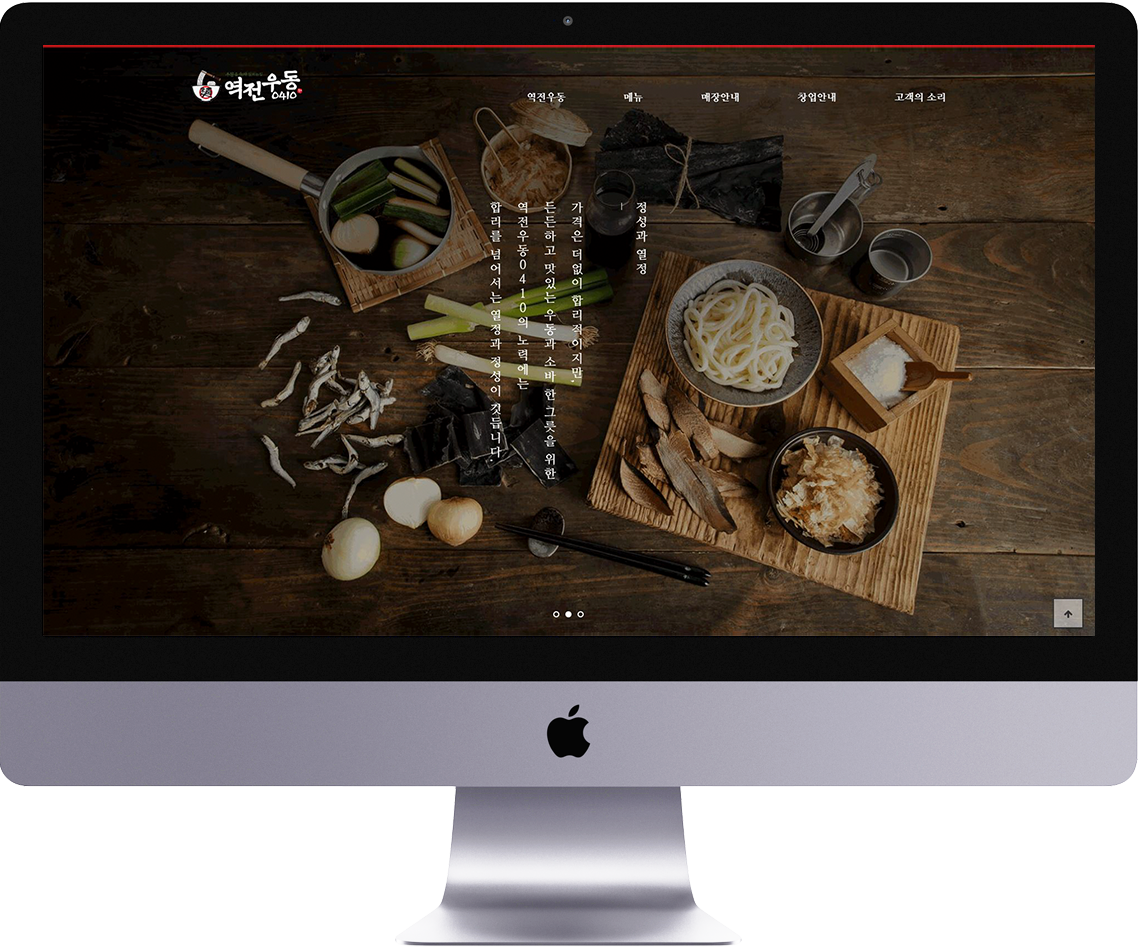 역전우동
0410
역전우동
메뉴
매장안내
창업안내
고객의 소리
정성과 열정
가격은 더없이 합리적이지만,
든든하고 맛있는 우동과 소바 한 그릇을 위한
역전우동0410의 노력에는
합리를 넘어서는 열정과 정성이 깃듭니다.